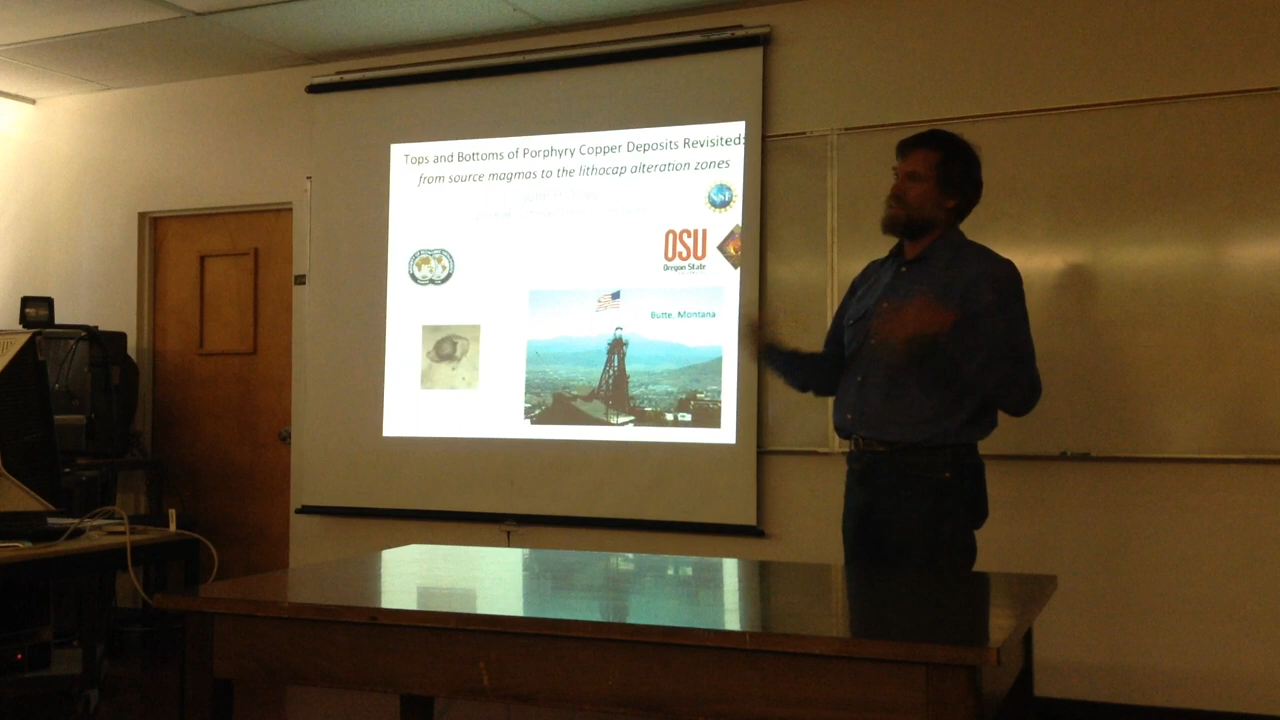 Tops and Bottoms of Porphyry Copper Deposits Revisited:
from source magmas to the lithocap alteration zones
NSF
OSU
Oregon State
Butte, Montana